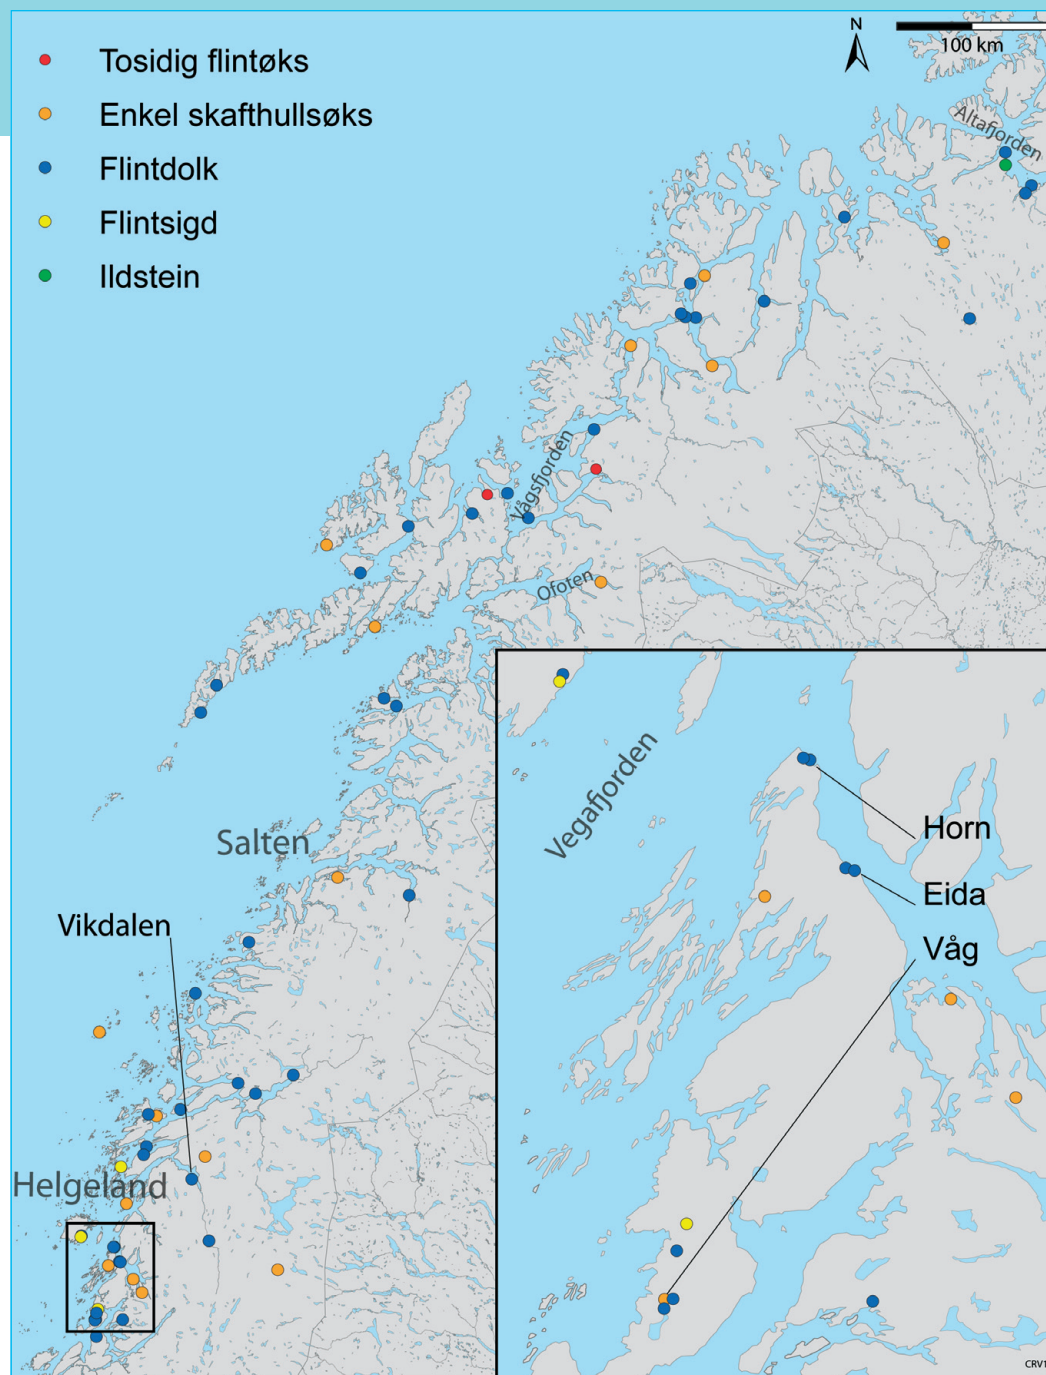 Tosidig flintøks
Enkel skafthullsøks
Flintdolk
Flintsigd
Ildstein
N
100 km
Altafjorden
Vågsfjorden
Ofoten
Salten
Vikdalen
Helgeland
Vegafjorden
Horn
Eida
Våg
CRV1